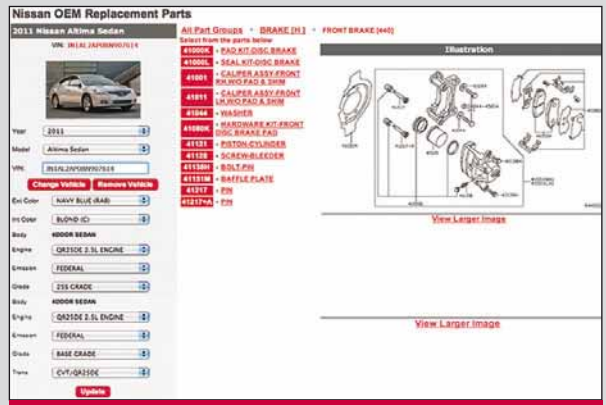 Nissan OEM Replacement Parts
2011 Nissan Altima Sedan
VIN:
Year 2011
Model Altima Sedan
VIN:
Change Vehicle Remove Vehicle
Ext Color NAVY BLUE (RAB)
Int Color BLOND (C)
Body 4DOOR SEDAN
Engine QR25DE 2.5L ENGINE
Emission FEDERAL
Grade 25S GRADE
Body 4DOOR SEDAN
Engine QR25DE 2.5L ENGINE
Emission FEDERAL
Grade BASE GRADE
Trans CVT/QR25DE
Update
All Part Groups • BRAKE [H] • FRONT BRAKE [440]
Select from the parts below
41000K - PAD KIT-DISC BRAKE
41000L - SEAL KIT-DISC BRAKE
41001 - CALIPER ASSY-FRONT
RH,WO PAD & SHIM
41011 - CALIPER ASSY-FRONT
LH,WO PAD & SHIM
41044 - WASHER
41080K - HARDWARE KIT-FRONT
DISC BRAKE PAD
41121 - PISTON-CYLINDER
41128 - SCREW-BLEEDER
41138H - BOLT-PIN
41151M - BAFFLE PLATE
41217 - PIN
41217+A - PIN
Illustration
View Larger Image
View Larger Image